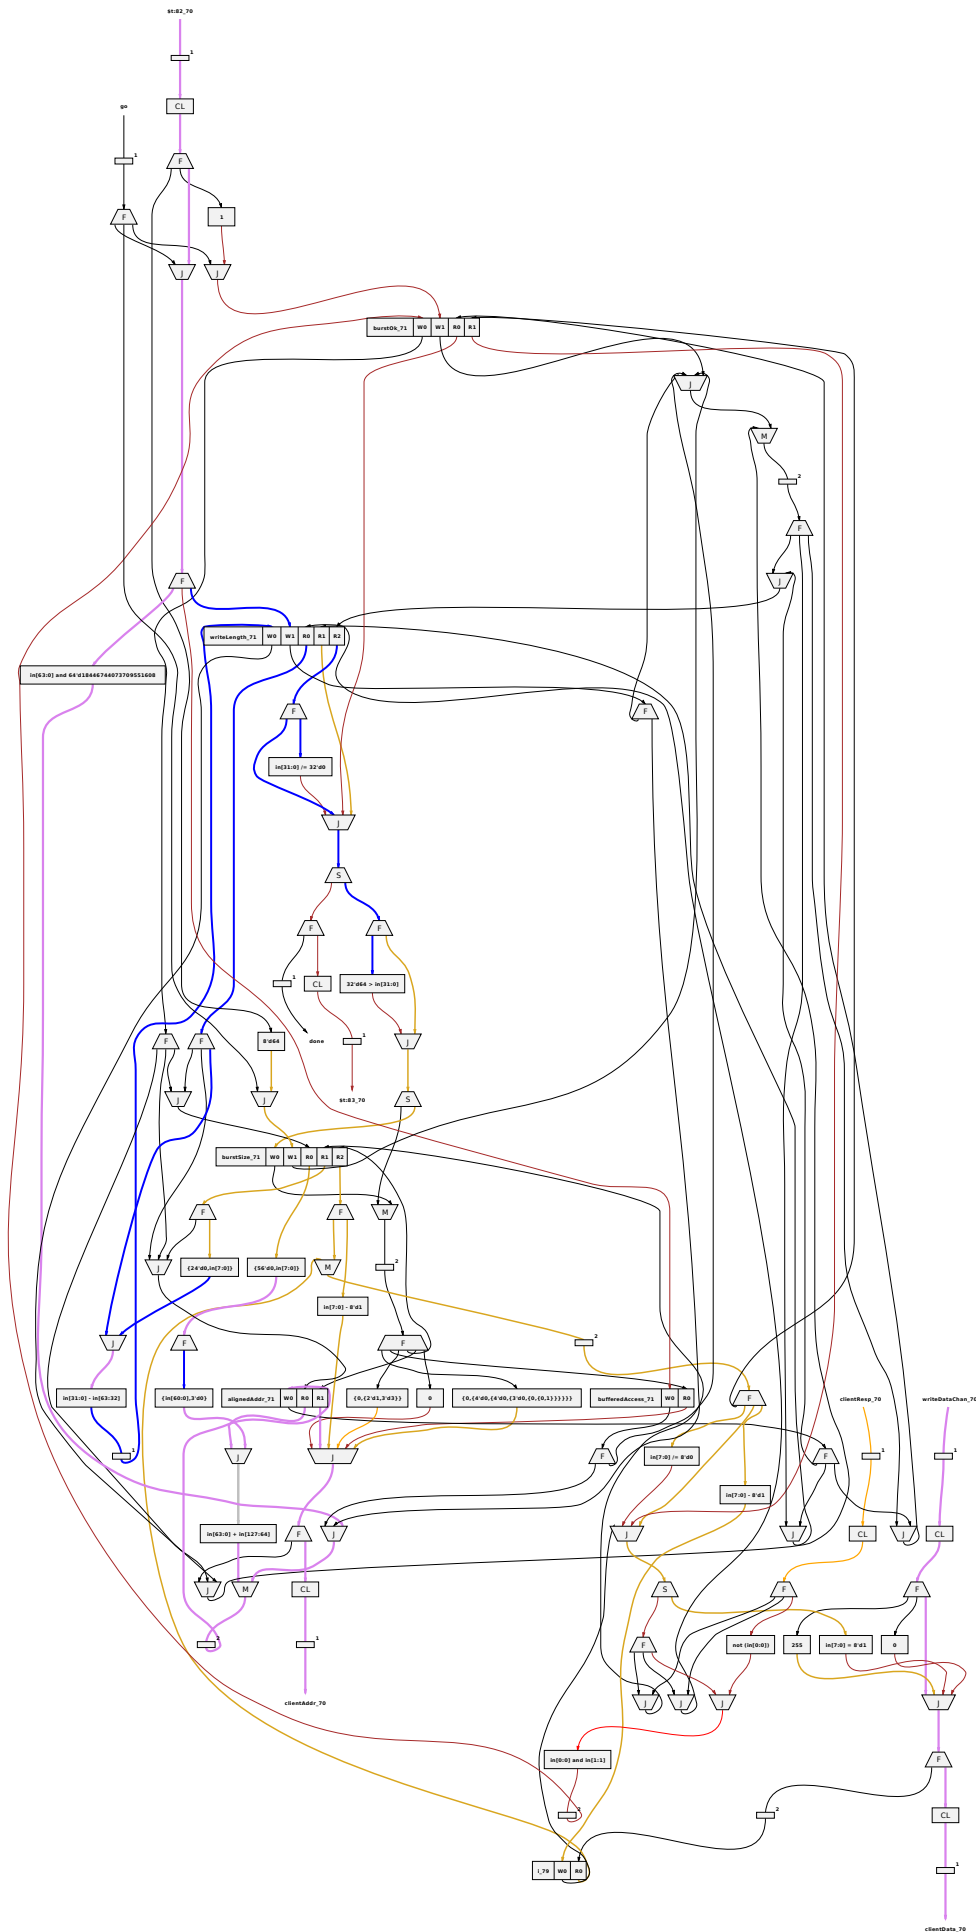 $t:82_70
1
CL
go
1
F
F
1
J
J
burstOk_71 W0 W1 R0 R1
J
M
2
F
F
J
writeLength_71 W0 W1 R0 R1 R2
in[63:0] and 64'd18446744073709551608
F
F
in[31:0] /= 32'd0
J
S
F
F
1
CL
32'd64 > in[31:0]
F
F
8'd64
done
1
J
J
J
$t:83_70
S
burstSize_71 W0 W1 R0 R1 R2
F
F
M
J
{24'd0,in[7:0]}
{56'd0,in[7:0]}
M
2
in[7:0] - 8'd1
J
F
F
2
in[31:0] - in[63:32]
{in[60:0],3'd0}
alignedAddr_71 W0 R0 R1
{0,{2'd1,3'd3}}
0
{0,{4'd0,{4'd0,{3'd0,{0,{0,1}}}}}}
bufferedAccess_71 W0 R0
F
clientResp_70
writeDataChan_70
1
J
J
F
in[7:0] /= 8'd0
F
1
1
in[7:0] - 8'd1
in[63:0] + in[127:64]
F
J
J
J
CL
J
CL
J
M
CL
S
F
F
2
1
F
not (in[0:0])
255
in[7:0] = 8'd1
0
clientAddr_70
J
J
J
J
in[0:0] and in[1:1]
F
2
2
CL
i_79 W0 R0
1
clientData_70